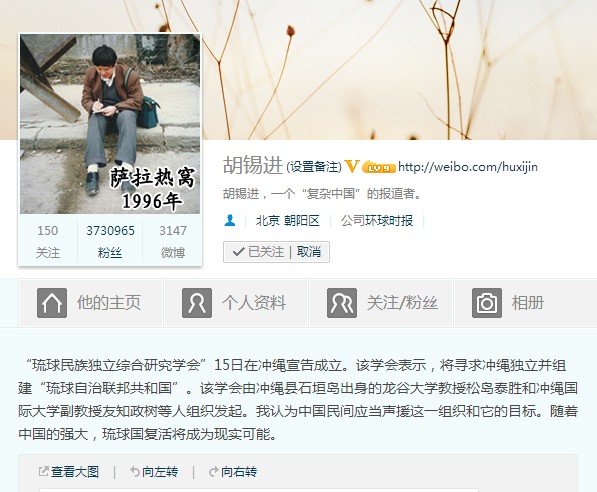 萨拉热窝
1996年
胡锡进 (设置备注) V LV 9 http://weibo.com/huxijin
胡锡进，一个“复杂中国”的报道者。
北京 朝阳区 | 公司 环球时报
150 关注
3730965 粉丝
3147 微博
已关注 | 取消
他的主页
个人资料
关注/粉丝
相册
“琉球民族独立综合研究学会”15日在冲绳宣告成立。该学会表示，将寻求冲绳独立并组
建“琉球自治联邦共和国”。该学会由冲绳县石垣岛出身的龙谷大学教授松岛泰胜和冲绳国
际大学副教授友知政树等人组织发起。我认为中国民间应当声援这一组织和它的目标。随着
中国的强大，琉球国复活将成为现实可能。
查看大图 | 向左转 | 向右转